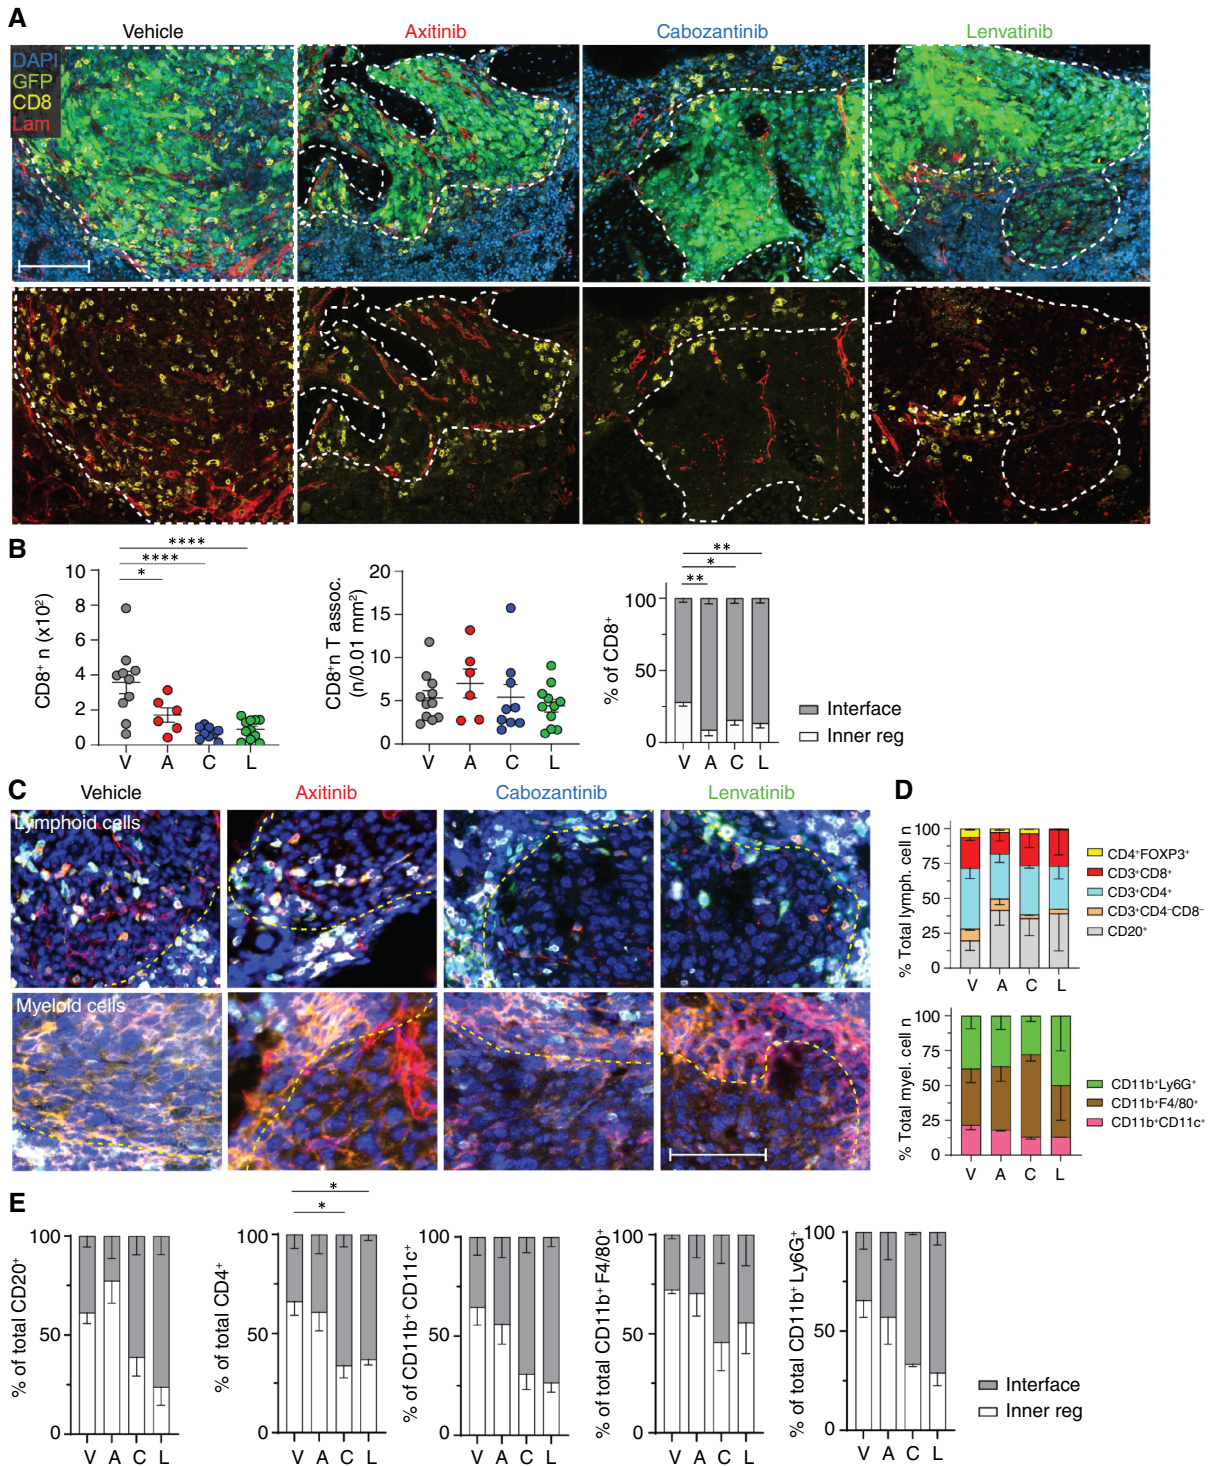 A
Vehicle Axitinib Cabozantinib Lenvatinib
DAPI
GFP
CD8
Lam
B
**** 
****
*
10
8
6
4
2
0
CD8⁺ n (x10²)
V A C L
20
15
10
5
0
CD8⁺n T assoc.
(n/0.01 mm²)
V A C L
**
*
**
100
50
0
% of CD8⁺
V A C L
Interface
Inner reg
C
Vehicle Axitinib Cabozantinib Lenvatinib
Lymphoid cells
Myeloid cells
D
100
75
50
25
0
% Total lymph. cell n
V A C L
CD4⁺FOXP3⁺
CD3⁺CD8⁺
CD3⁺CD4⁺
CD3⁺CD4⁻CD8⁻
CD20⁺
100
75
50
25
0
% Total myel. cell n
V A C L
CD11b⁺Ly6G⁺
CD11b⁺F4/80⁺
CD11b⁺CD11c⁺
E
100
50
0
% of total CD20⁺
V A C L
*
*
100
50
0
% of total CD4⁺
V A C L
100
50
0
% of CD11b⁺ CD11c⁺
V A C L
100
50
0
% of total CD11b⁺ F4/80⁺
V A C L
100
50
0
% of total CD11b⁺ Ly6G⁺
V A C L
Interface
Inner reg